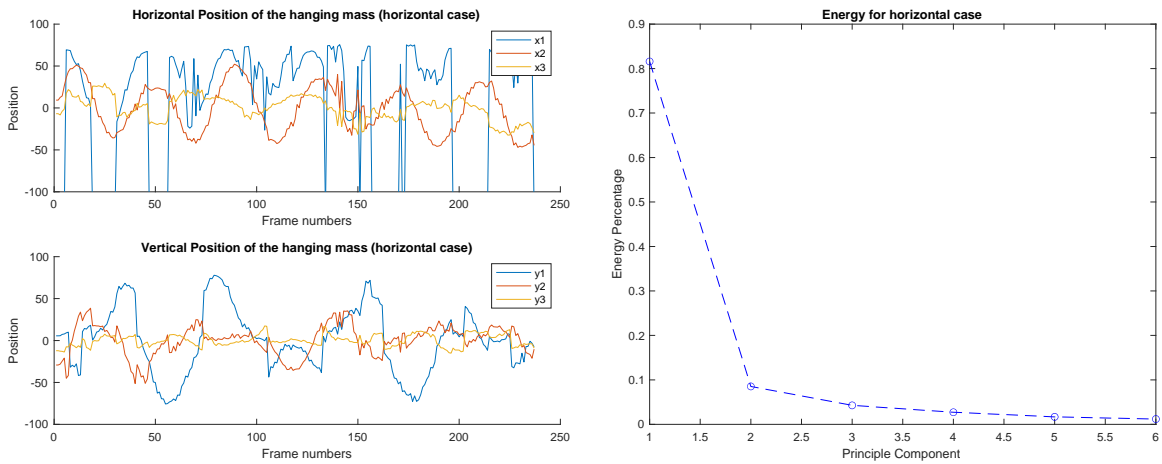 Horizontal Position of the hanging mass (horizontal case)
100
50
0
-50
-100
Position
x1
x2
x3
0 50 100 150 200 250
Frame numbers
Vertical Position of the hanging mass (horizontal case)
100
50
0
-50
-100
Position
y1
y2
y3
0 50 100 150 200 250
Frame numbers
Energy for horizontal case
0.9
0.8
0.7
0.6
0.5
0.4
0.3
0.2
0.1
0
Energy Percentage
1 1.5 2 2.5 3 3.5 4 4.5 5 5.5 6
Principle Component